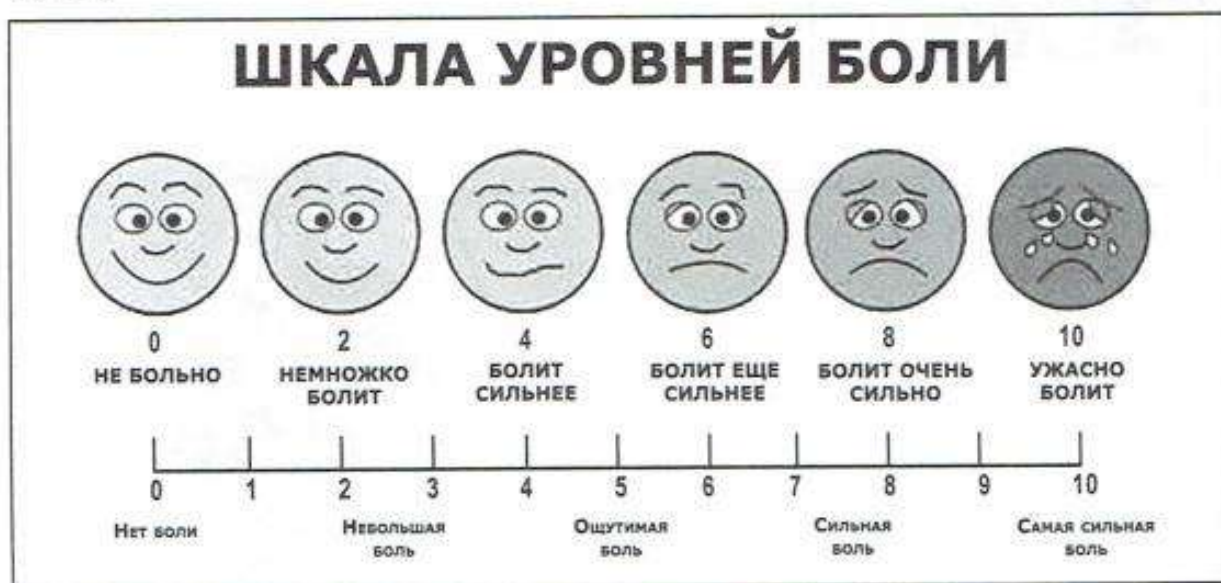 ШКАЛА УРОВНЕЙ БОЛИ
0 2 4 6 8 10
НЕ БОЛЬНО НЕМНОЖКО БОЛИТ БОЛИТ ЕЩЕ БОЛИТ ОЧЕНЬ УЖАСНО
БОЛИТ СИЛЬНЕЕ СИЛЬНЕЕ СИЛЬНО БОЛИТ
0 1 2 3 4 5 6 7 8 9 10
Нет боли Небольшая Ощутимая Сильная Самая сильная
боль боль боль боль